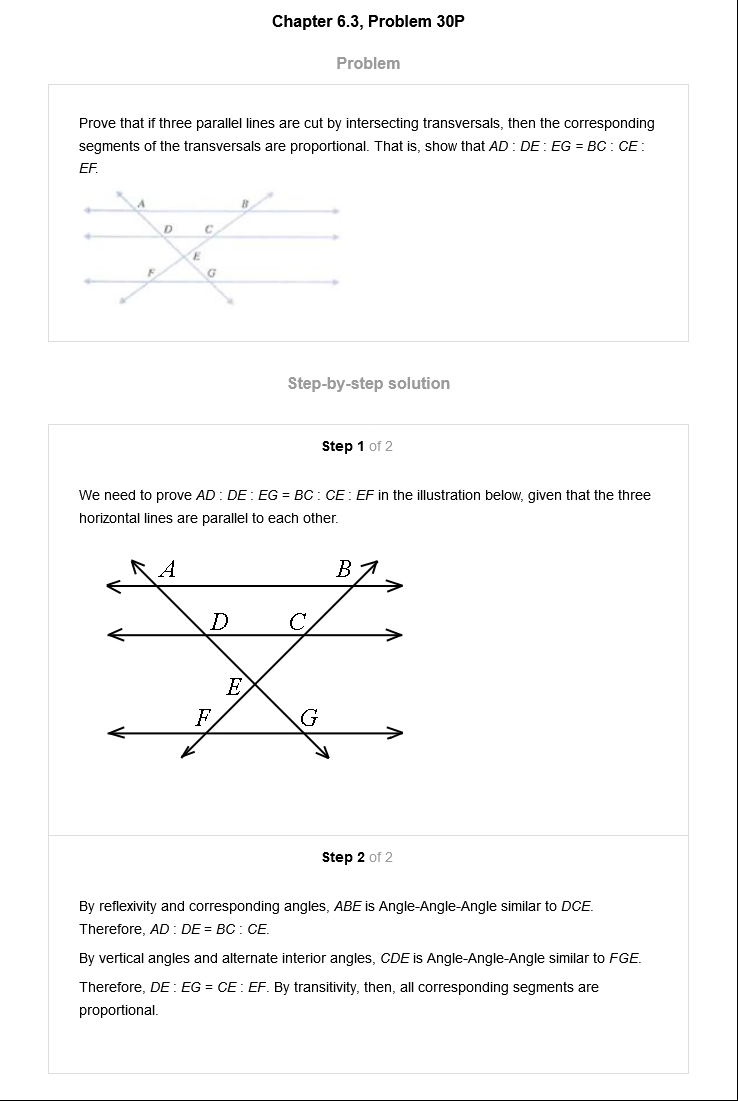 Chapter 6.3, Problem 30P
Problem
Prove that if three parallel lines are cut by intersecting transversals, then the corresponding
segments of the transversals are proportional. That is, show that AD : DE : EG = BC : CE :
EF.
A B
D C
E
F G
Step-by-step solution
Step 1 of 2
We need to prove AD : DE : EG = BC : CE : EF in the illustration below, given that the three
horizontal lines are parallel to each other.
A B
D C
E
F G
Step 2 of 2
By reflexivity and corresponding angles, ABE is Angle-Angle-Angle similar to DCE.
Therefore, AD : DE = BC : CE.
By vertical angles and alternate interior angles, CDE is Angle-Angle-Angle similar to FGE.
Therefore, DE : EG = CE : EF. By transitivity, then, all corresponding segments are
proportional.